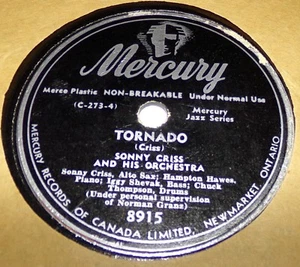 Mercury
Merco Plastic NON-BREAKABLE Under Normal Use
(C-273-4)
Mercury
Jazz Series
TORNADO
(Criss)
SONNY CRISS
AND HIS ORCHESTRA
Sonny Criss, Alto Sax; Hampton Hawes,
Piano; Iggy Shevak, Bass; Chuck
Thompson, Drums
(Under personal supervision
of Norman Granz)
8915
MERCURY RECORDS OF CANADA LIMITED, NEWMARKET ONTARIO